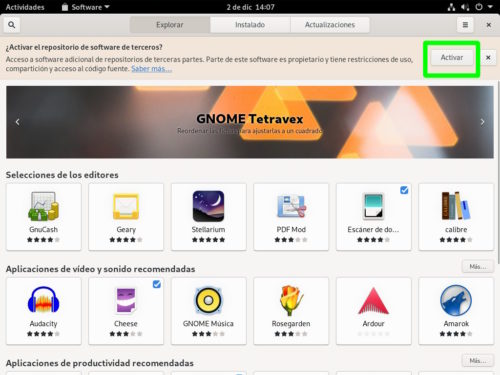 Actividades
Software
2 de dic 14:07
Explorar
Instalado
Actualizaciones
¿Activar el repositorio de software de terceros?
Acceso a software adicional de repositorios de terceras partes. Parte de este software es propietario y tiene restricciones de uso,
compartición y acceso al código fuente. Saber más...
Activar
GNOME Tetravex
Reordenar las fichas para ajustarlas a un cuadrado
Selecciones de los editores
GnuCash
Geary
Stellarium
PDF Mod
Escáner de do...
calibre
Aplicaciones de vídeo y sonido recomendadas
Más...
Audacity
Cheese
GNOME Música
Rosegarden
Ardour
Amarok
Aplicaciones de productividad recomendadas
Más...